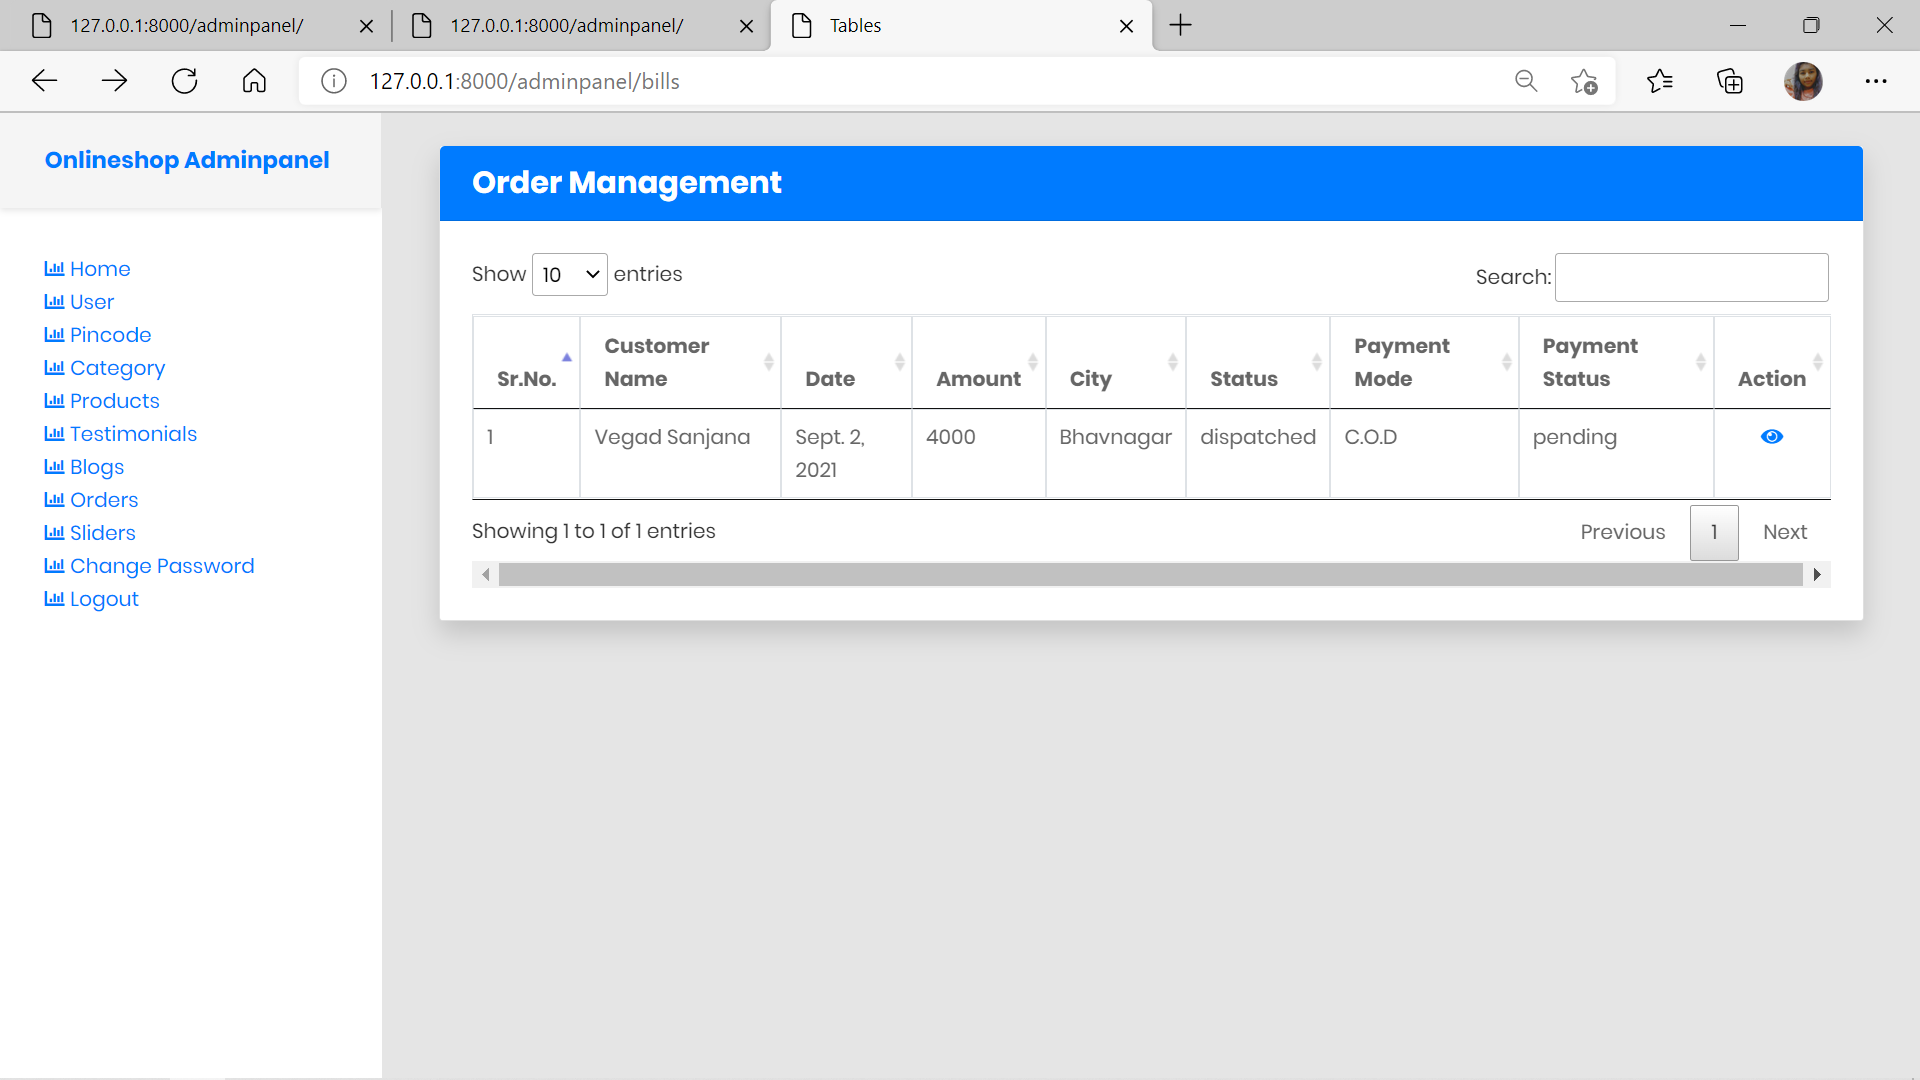 127.0.0.1:8000/adminpanel/
127.0.0.1:8000/adminpanel/
Tables
127.0.0.1:8000/adminpanel/bills
Onlineshop Adminpanel
Home
User
Pincode
Category
Products
Testimonials
Blogs
Orders
Sliders
Change Password
Logout
Order Management
Show 10 entries
Search:
Sr.No. Customer Name Date Amount City Status Payment Mode Payment Status Action
1 Vegad Sanjana Sept. 2, 2021 4000 Bhavnagar dispatched C.O.D pending
Showing 1 to 1 of 1 entries
Previous 1 Next